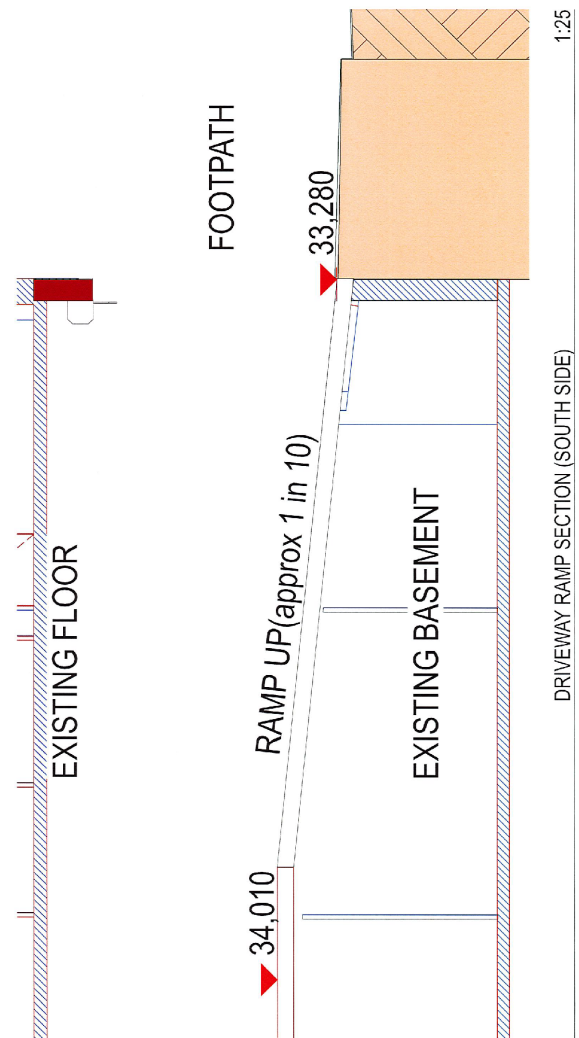 EXISTING FLOOR
FOOTPATH
34,010
RAMP UP(approx 1 in 10)
33,280
EXISTING BASEMENT
DRIVEWAY RAMP SECTION (SOUTH SIDE)
1:25